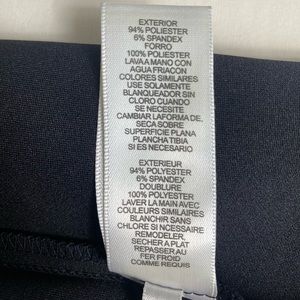 EXTERIOR
94% POLIESTER
6% SPANDEX
FORRO
100% POLIESTER
LAVA A MANO CON
AGUA FRIACON
COLORES SIMILARES
USE SOLAMENTE
BLANQUEADOR SIN
CLORO CUANDO
SE NECESITE
CAMBIAR LAFORMA DE,
SECA SOBRE
SUPERFICIE PLANA
PLANCHA TIBIA
SI ES NECESARIO
EXTERIEUR
94% POLYESTER
6% SPANDEX
DOUBLURE
100% POLYESTER
LAVER LA MAIN AVEC
COULEURS SIMILAIRES
BLANCHIR SANS
CHLORE SI NECESSAIRE
REMODELER,
SECHER A PLAT
REPASSER AU
FER FROID
COMME REQUIS